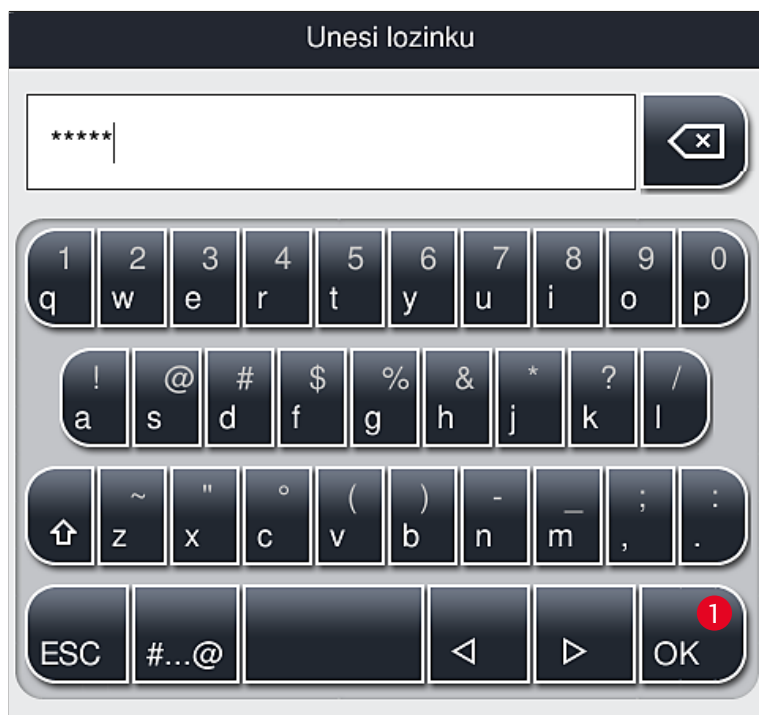 Unesi lozinku
*****
1 2 3 4 5 6 7 8 9 0
q w e r t y u i o p
! @ # $ % & * ? /
a s d f g h j k l
~ " ° ( ) - _ ; :
z x c v b n m , .
1
ESC #...@ OK